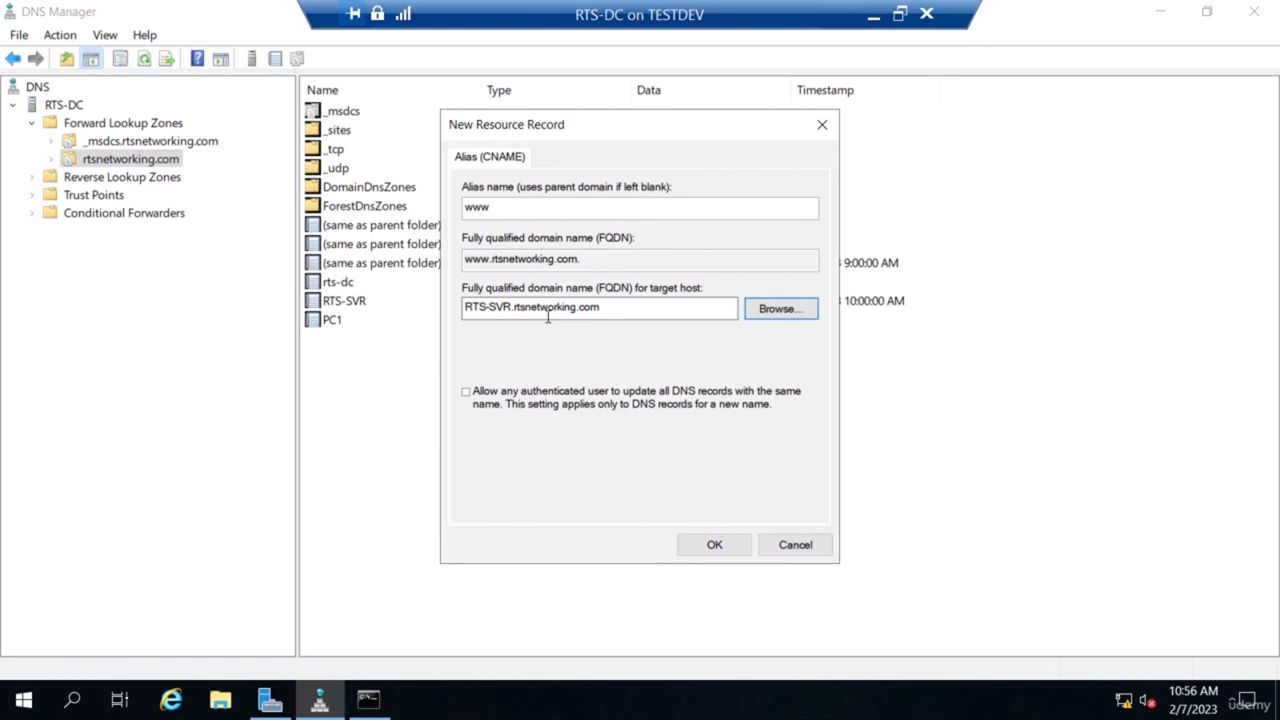 DNS Manager
RTS-DC on TESTDEV
File Action View Help
DNS
RTS-DC
Forward Lookup Zones
_msdcs.rtsnetworking.com
rtsnetworking.com
Reverse Lookup Zones
Trust Points
Conditional Forwarders
Name Type Data Timestamp
_msdcs
_sites
_tcp
_udp
DomainDnsZones
ForestDnsZones
(same as parent folder)
(same as parent folder)
(same as parent folder) 9:00:00 AM
rts-dc
RTS-SVR 10:00:00 AM
PC1
New Resource Record
Alias (CNAME)
Alias name (uses parent domain if left blank):
www
Fully qualified domain name (FQDN):
www.rtsnetworking.com.
Fully qualified domain name (FQDN) for target host:
RTS-SVR.rtsnetworking.com Browse...
Allow any authenticated user to update all DNS records with the same
name. This setting applies only to DNS records for a new name.
OK Cancel
10:56 AM
2/7/2023
udemy